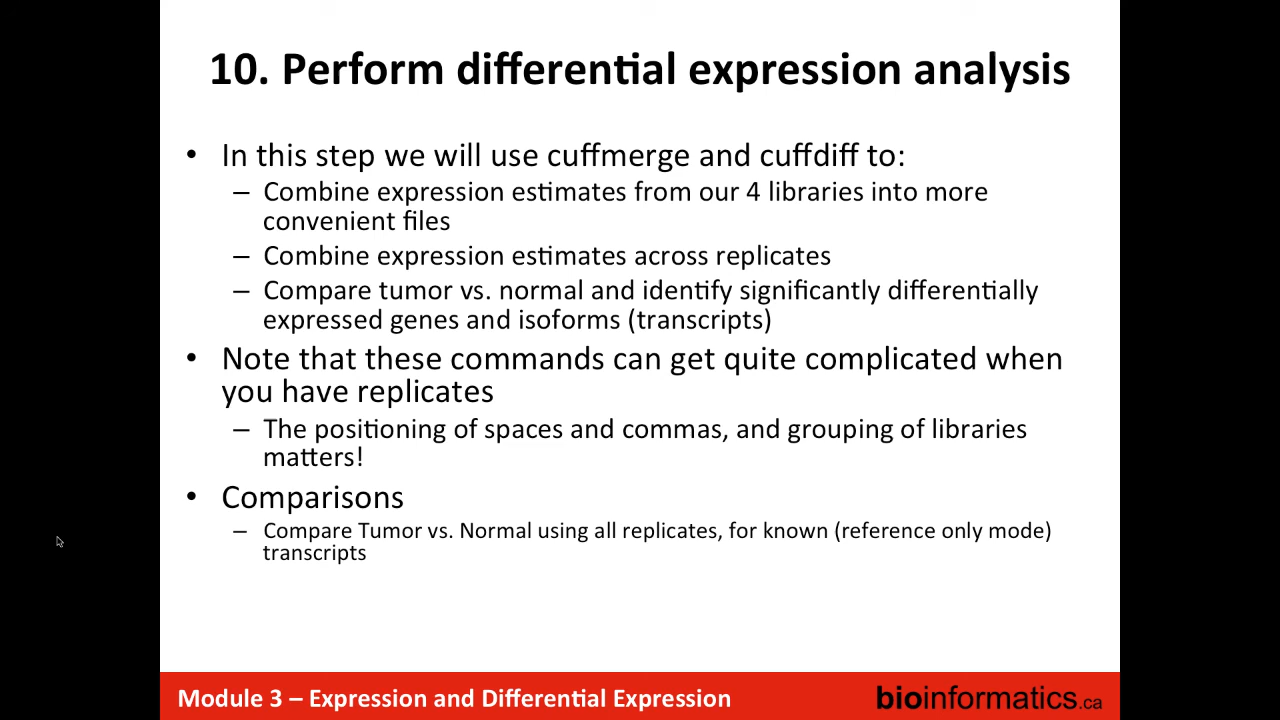 10. Perform differential expression analysis
• In this step we will use cuffmerge and cuffdiff to:
– Combine expression estimates from our 4 libraries into more
convenient files
– Combine expression estimates across replicates
– Compare tumor vs. normal and identify significantly differentially
expressed genes and isoforms (transcripts)
• Note that these commands can get quite complicated when
you have replicates
– The positioning of spaces and commas, and grouping of libraries
matters!
• Comparisons
– Compare Tumor vs. Normal using all replicates, for known (reference only mode)
transcripts
Module 3 – Expression and Differential Expression
bioinformatics.ca